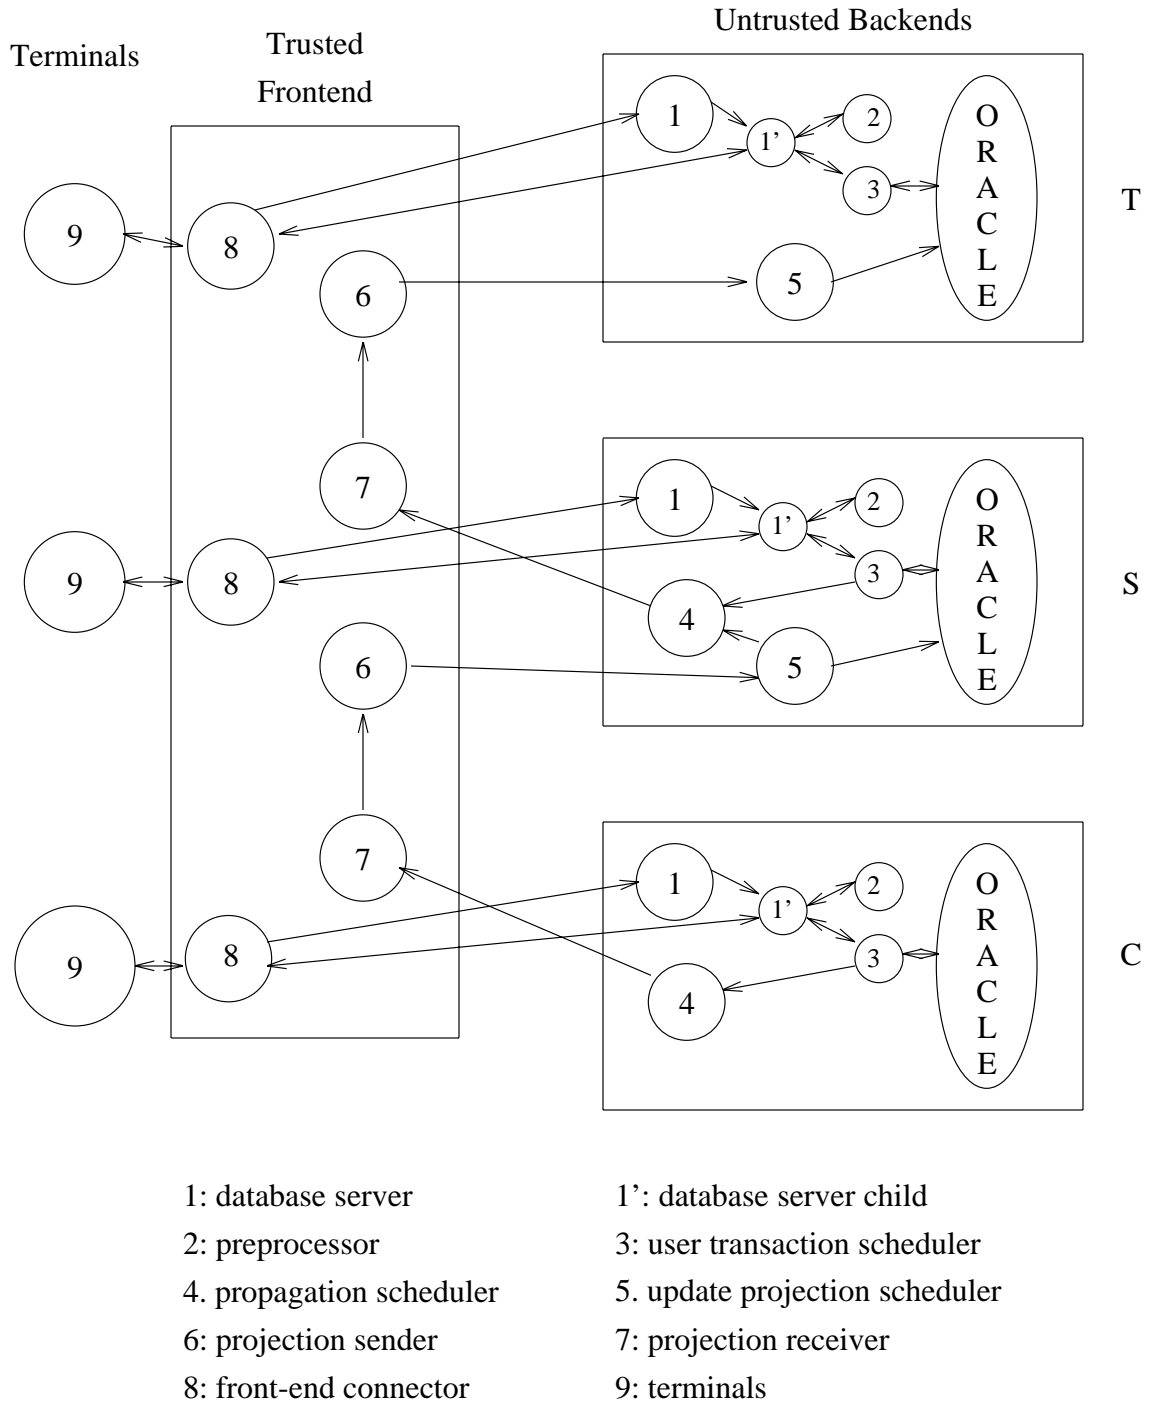 Untrusted Backends
Trusted
Frontend
Terminals
1
1'
2
3
5
O
R
A
C
L
E
T
9
8
6
7
1
1'
2
3
4
5
O
R
A
C
L
E
S
9
8
6
7
1
1'
2
3
4
O
R
A
C
L
E
C
9
8
1: database server
1': database server child
2: preprocessor
3: user transaction scheduler
4. propagation scheduler
5. update projection scheduler
6: projection sender
7: projection receiver
8: front-end connector
9: terminals